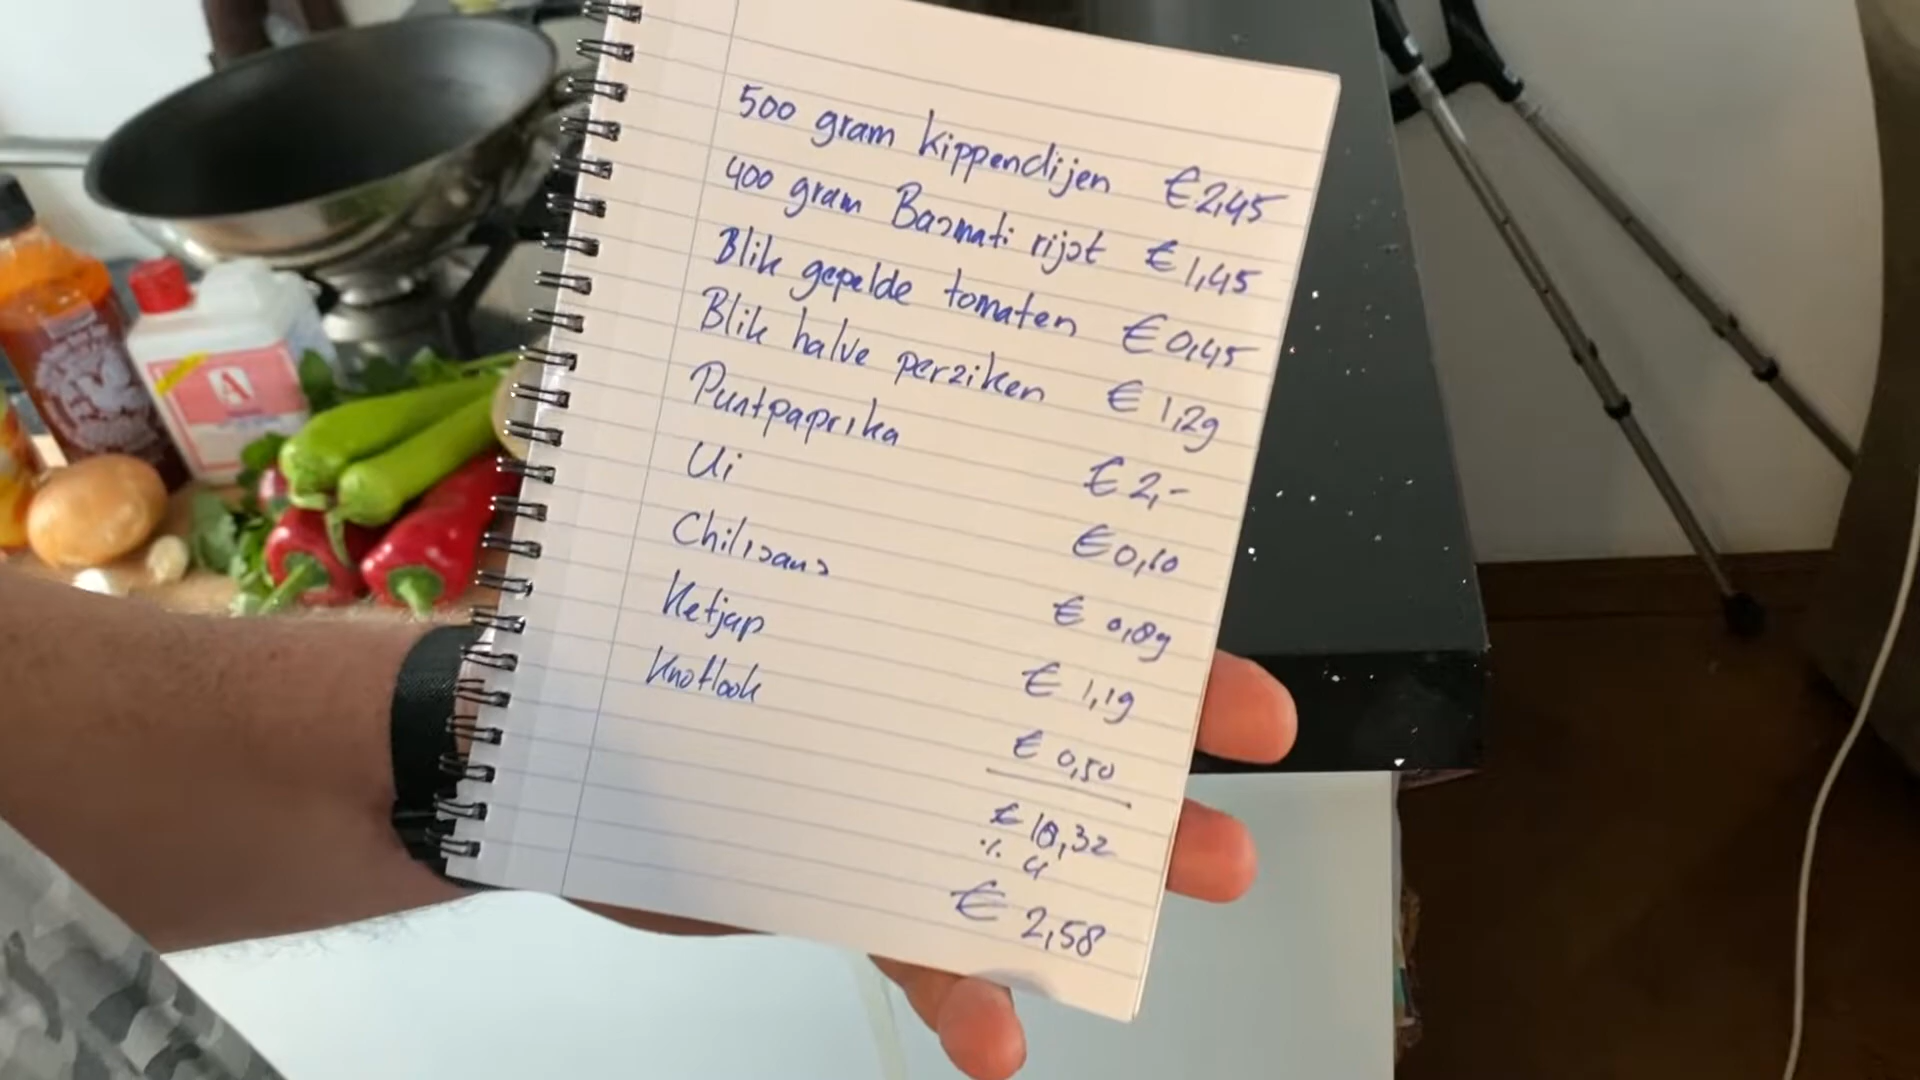 500 gram kippendijen €2,45
400 gram Basmati rijst €1,45
Blik gepelde tomaten €0,45
Blik halve perziken €1,29
Puntpaprika €2,-
Ui €0,10
Chilisaus €0,89
Ketjap €1,19
Knoflook €0,50
€10,32
% 4
€2,58